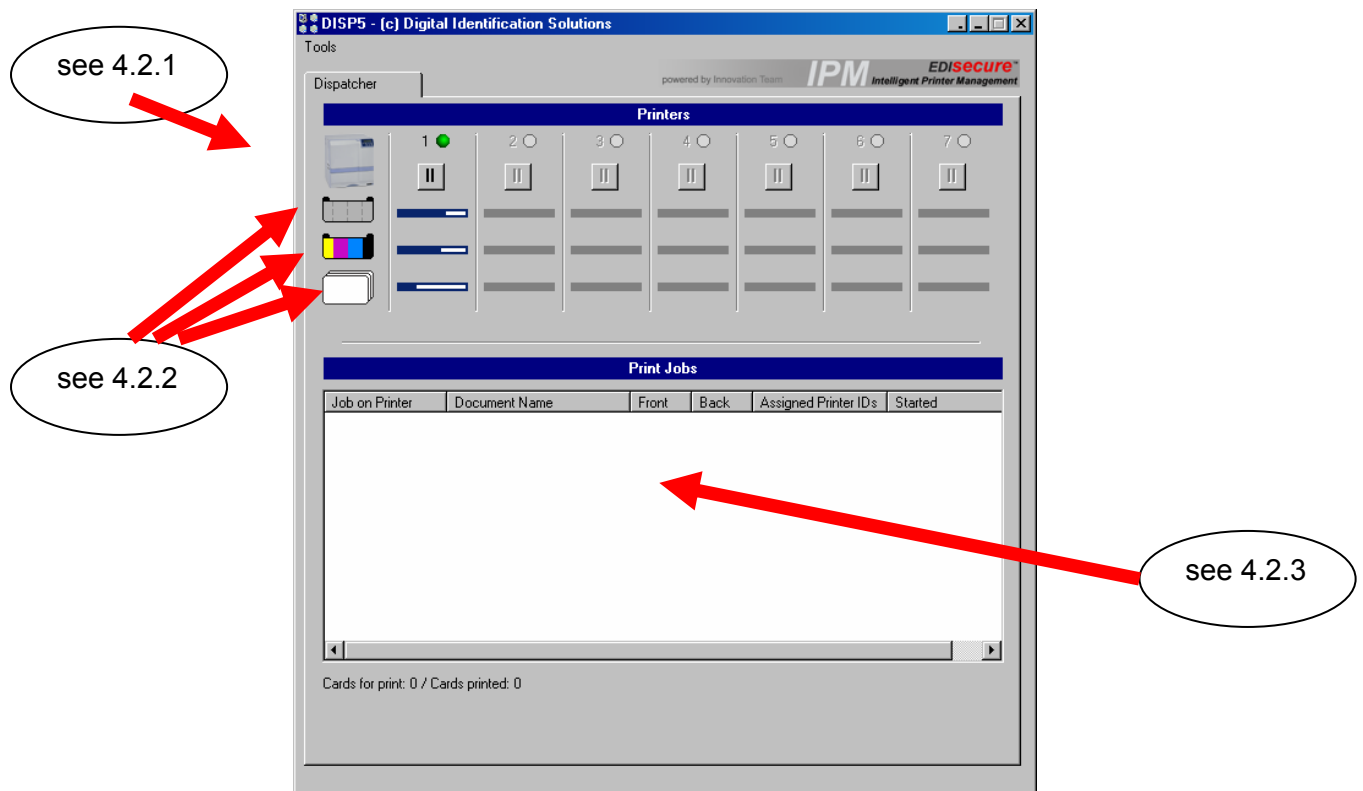 DISP5 - (c) Digital Identification Solutions
Tools
see 4.2.1
Dispatcher
powered by Innovation Team
IPM
EDIsecure™
Intelligent Printer Management
Printers
1 2 3 4 5 6 7
see 4.2.2
Print Jobs
Job on Printer Document Name Front Back Assigned Printer IDs Started
see 4.2.3
Cards for print: 0 / Cards printed: 0